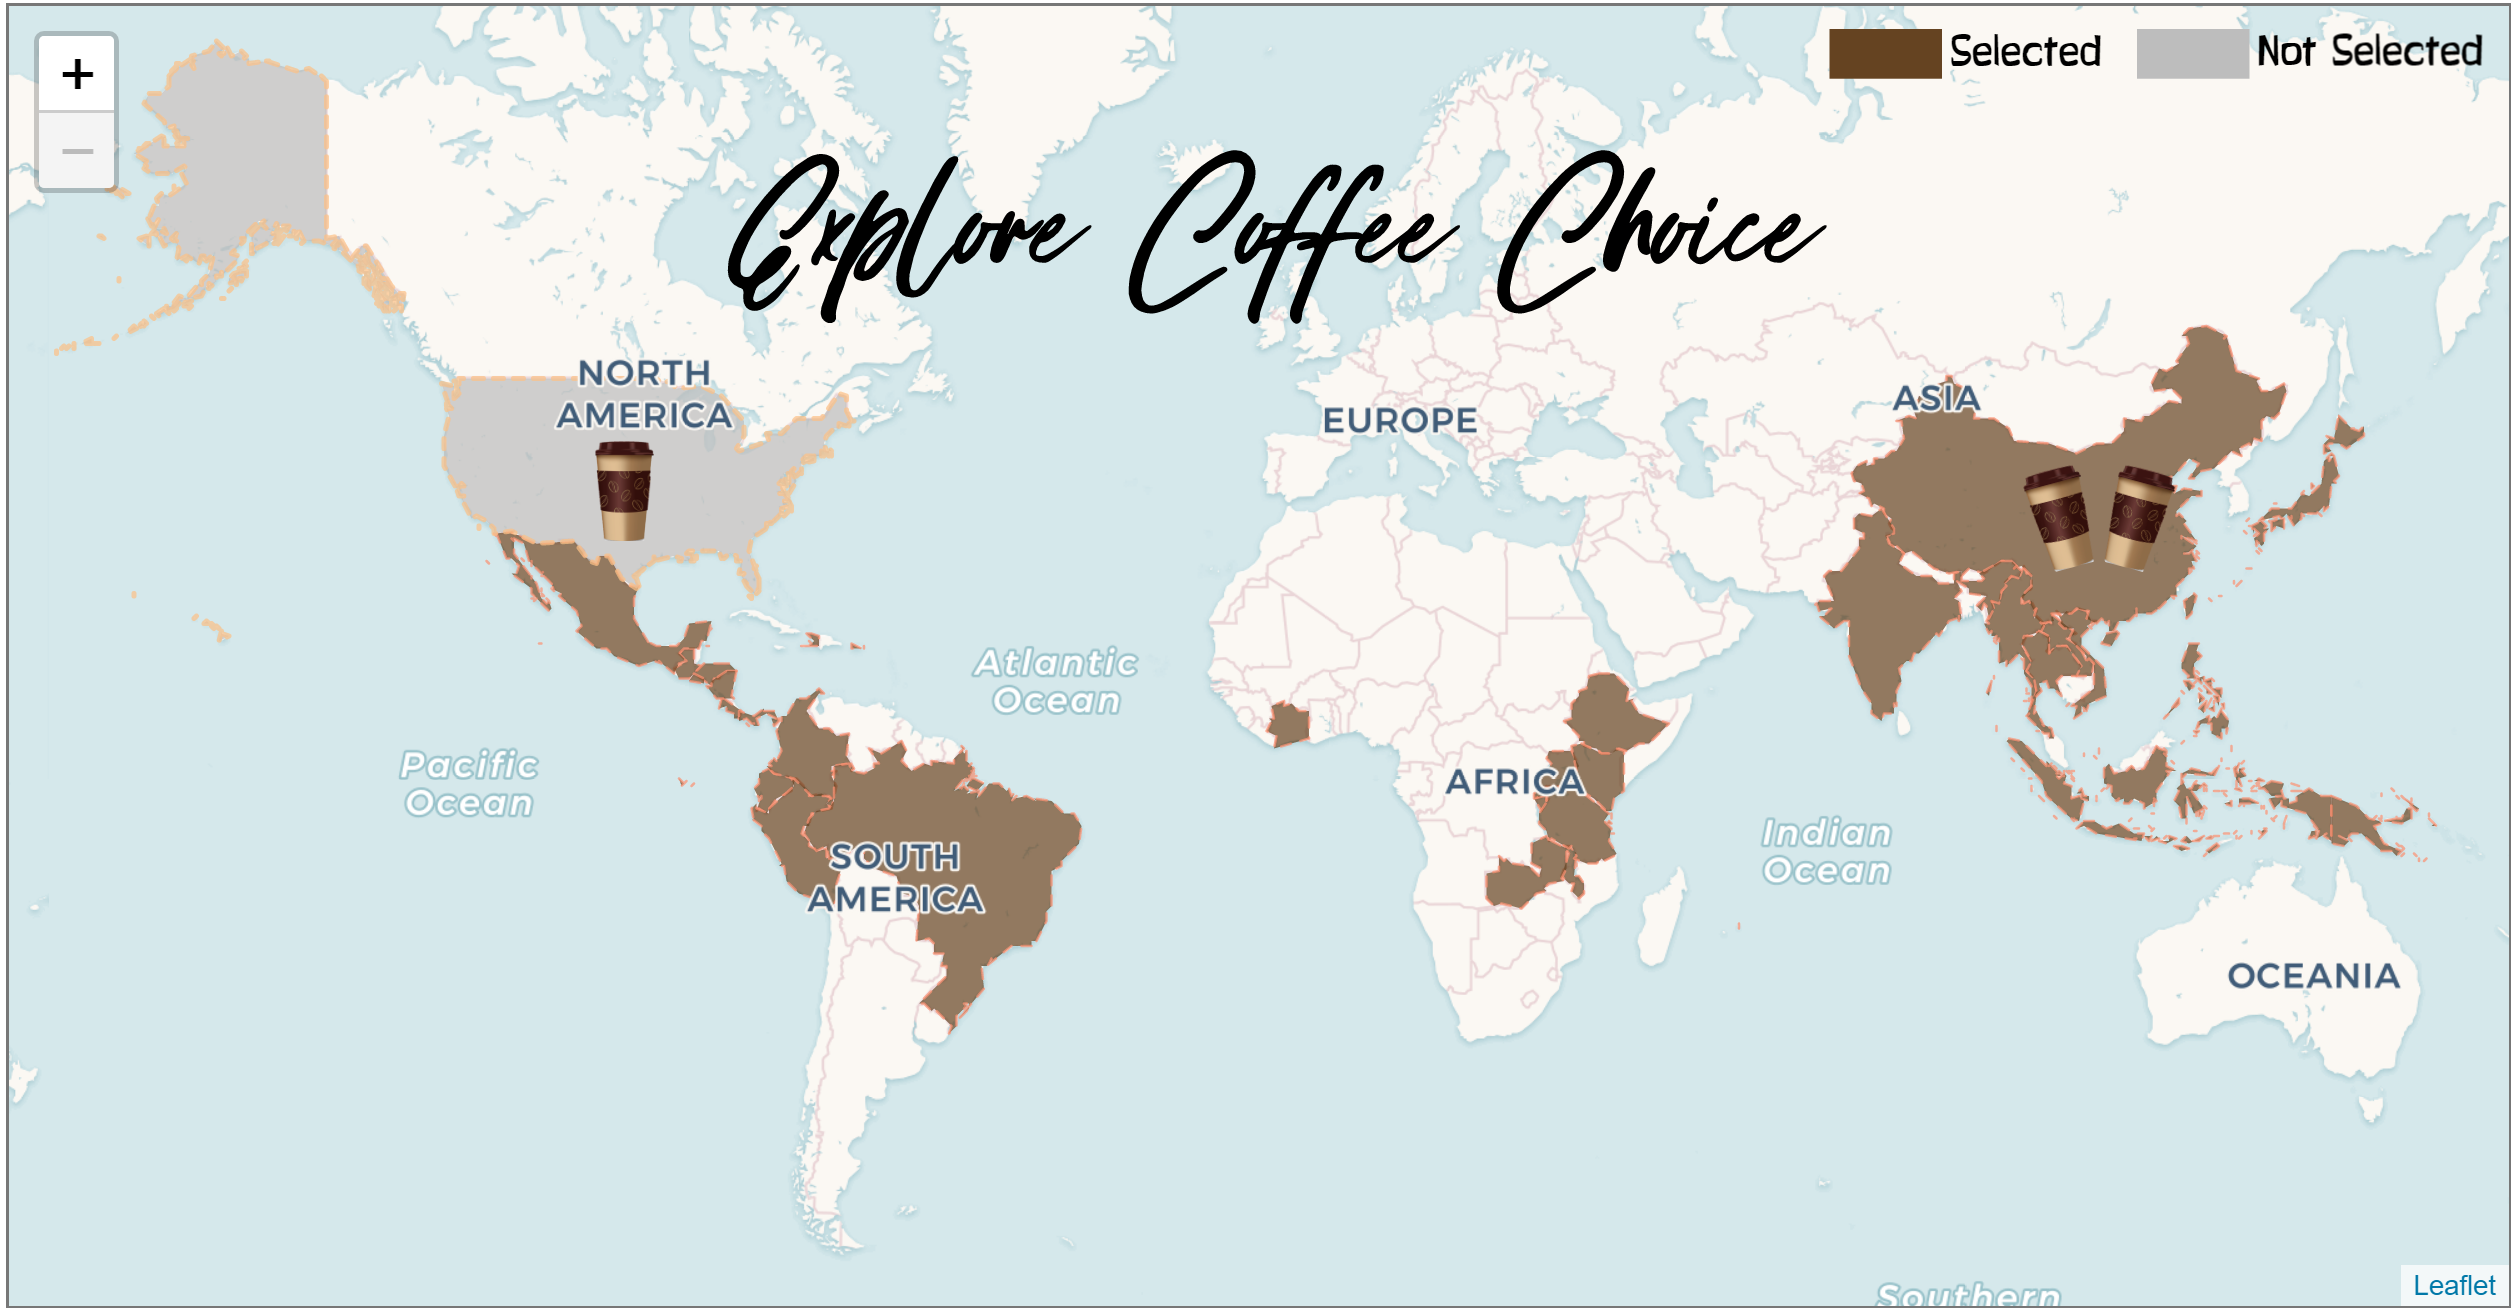 +
−
Selected
Not Selected
Explore Coffee Choice
NORTH
AMERICA
EUROPE
ASIA
Atlantic
Ocean
Pacific
Ocean
AFRICA
SOUTH
AMERICA
Indian
Ocean
OCEANIA
Southern
Leaflet